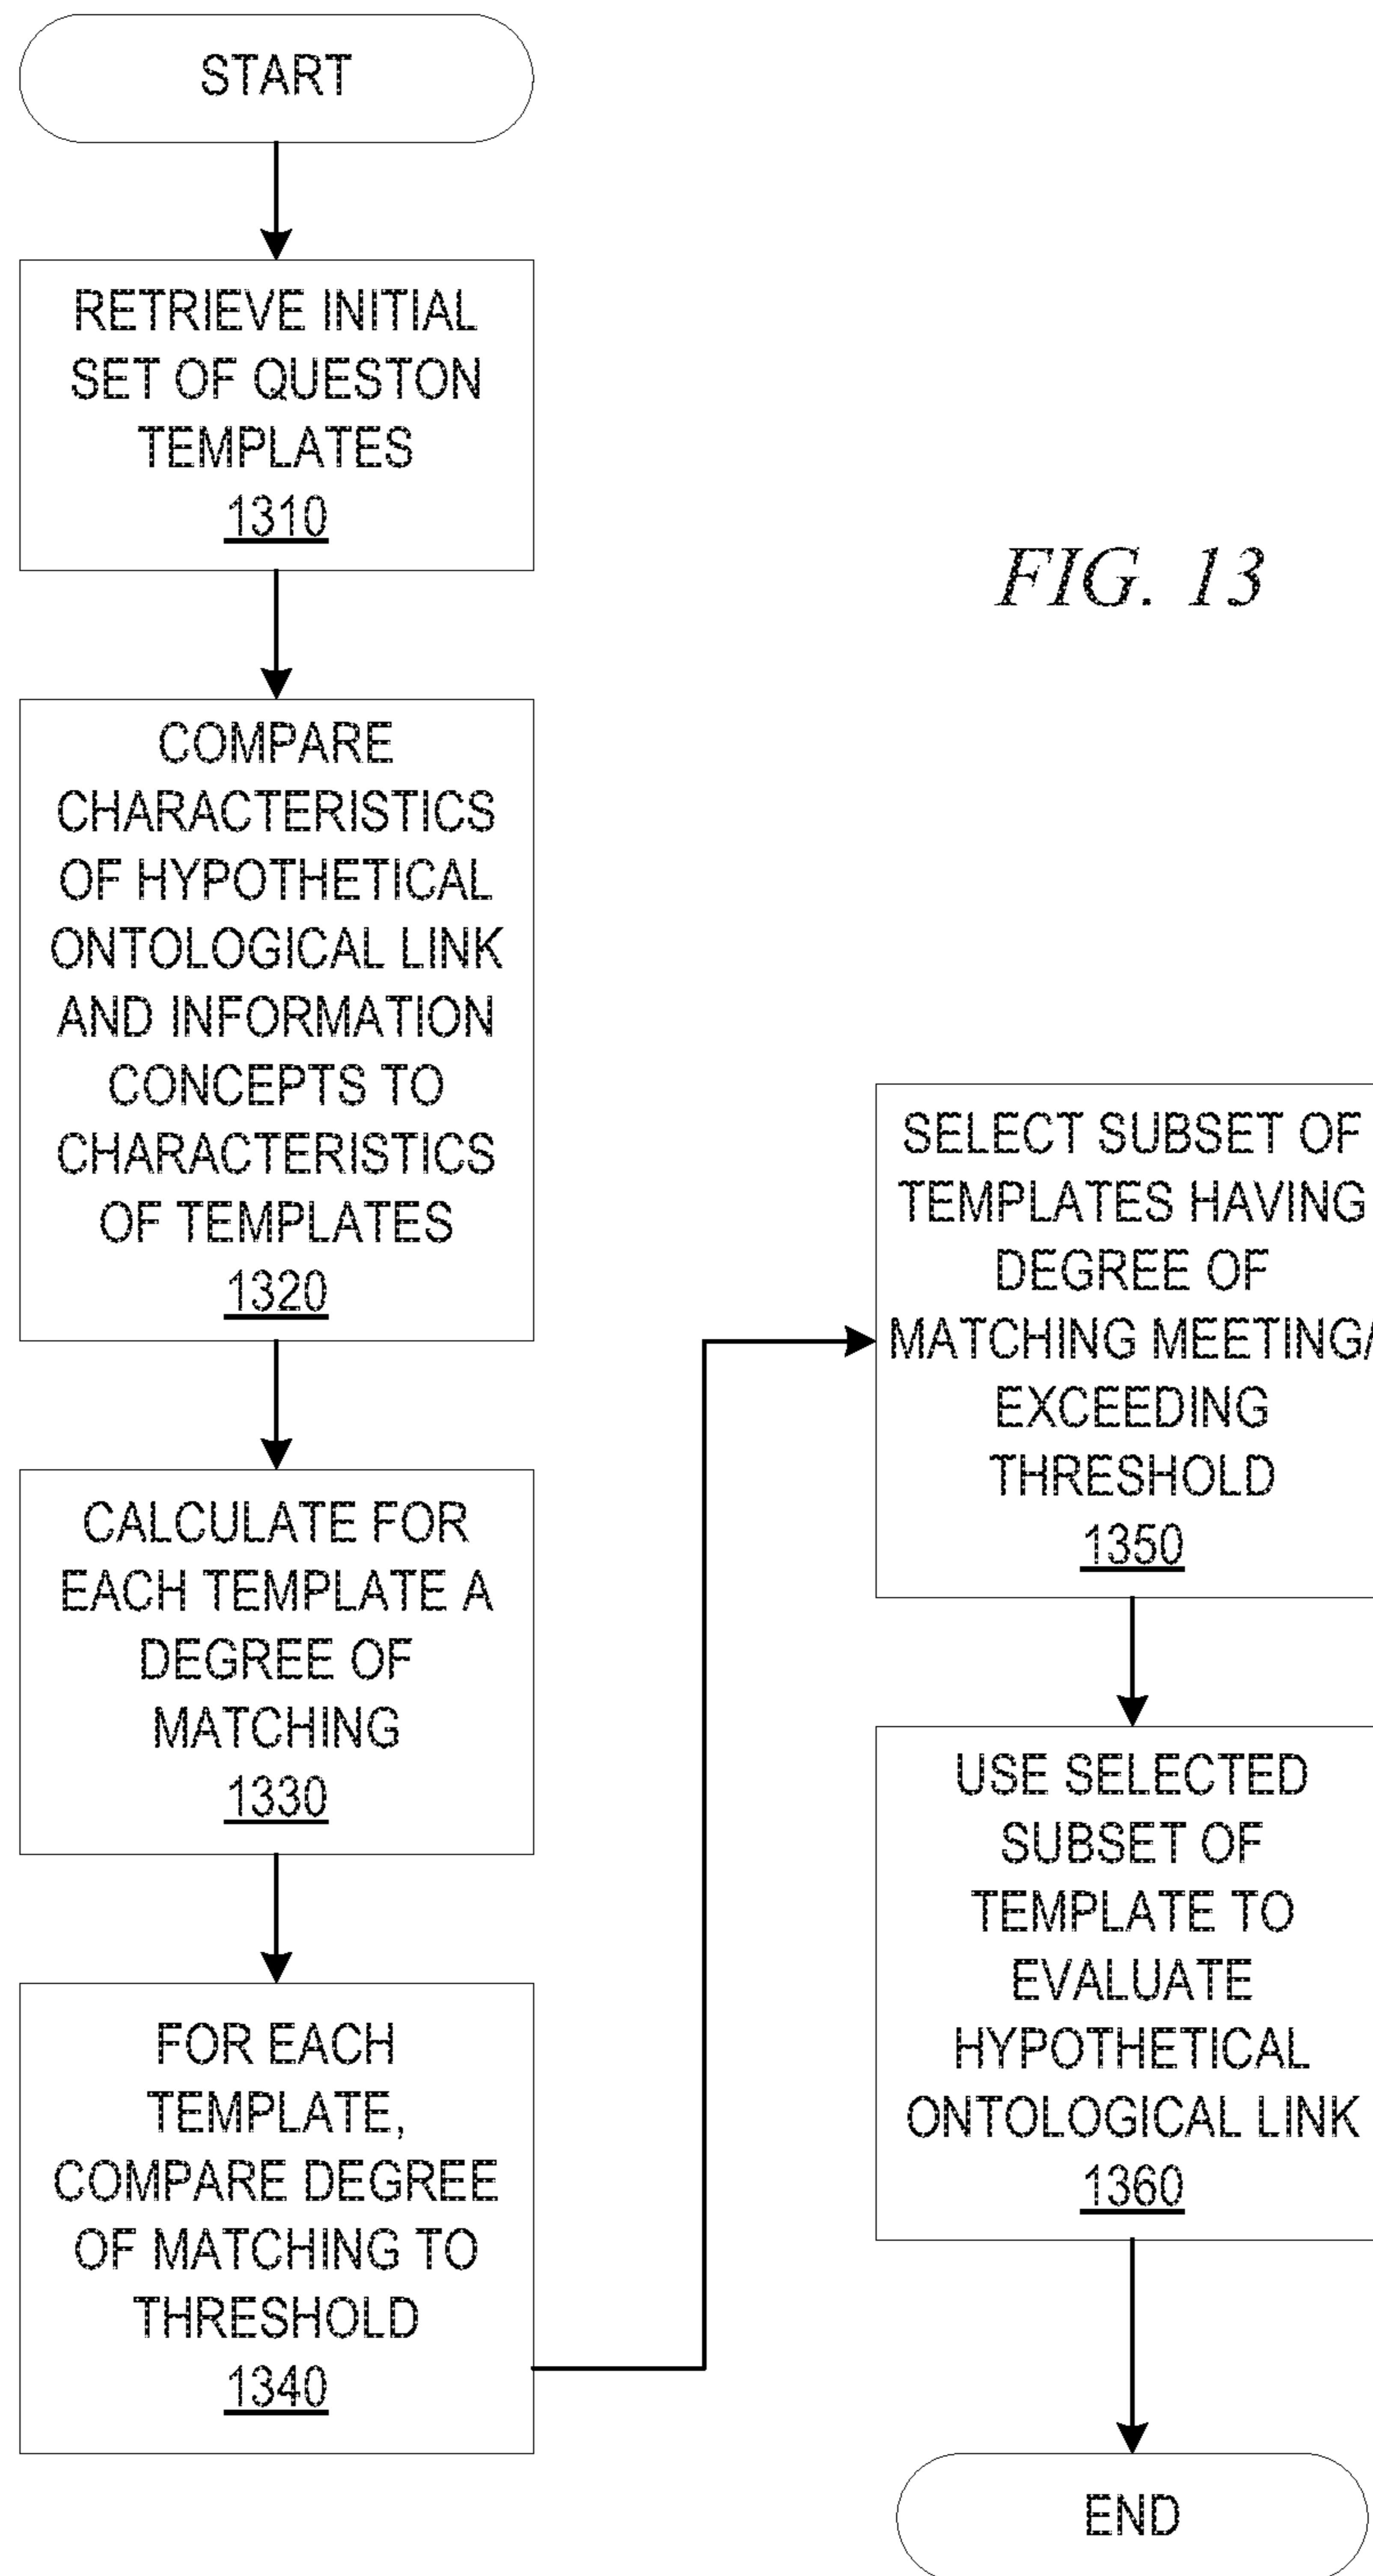 START
RETRIEVE INITIAL
SET OF QUESTON
TEMPLATES
1310
COMPARE
CHARACTERISTICS
OF HYPOTHETICAL
ONTOLOGICAL LINK
AND INFORMATION
CONCEPTS TO
CHARACTERISTICS
OF TEMPLATES
1320
CALCULATE FOR
EACH TEMPLATE A
DEGREE OF
MATCHING
1330
FOR EACH
TEMPLATE,
COMPARE DEGREE
OF MATCHING TO
THRESHOLD
1340
FIG. 13
SELECT SUBSET OF
TEMPLATES HAVING
DEGREE OF
MATCHING MEETING/
EXCEEDING
THRESHOLD
1350
USE SELECTED
SUBSET OF
TEMPLATE TO
EVALUATE
HYPOTHETICAL
ONTOLOGICAL LINK
1360
END